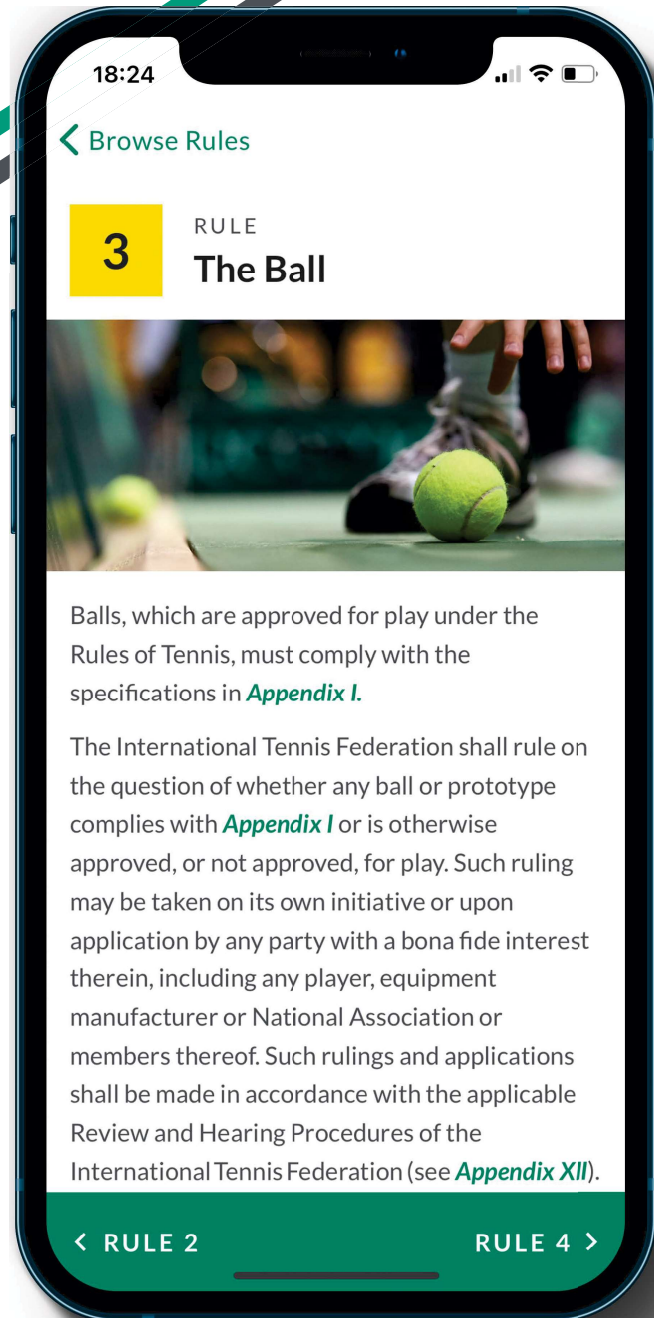 18:24
Browse Rules
3
RULE
The Ball
Balls, which are approved for play under the
Rules of Tennis, must comply with the
specifications in Appendix I.
The International Tennis Federation shall rule on
the question of whether any ball or prototype
complies with Appendix I or is otherwise
approved, or not approved, for play. Such ruling
may be taken on its own initiative or upon
application by any party with a bona fide interest
therein, including any player, equipment
manufacturer or National Association or
members thereof. Such rulings and applications
shall be made in accordance with the applicable
Review and Hearing Procedures of the
International Tennis Federation (see Appendix XII).
< RULE 2
RULE 4 >